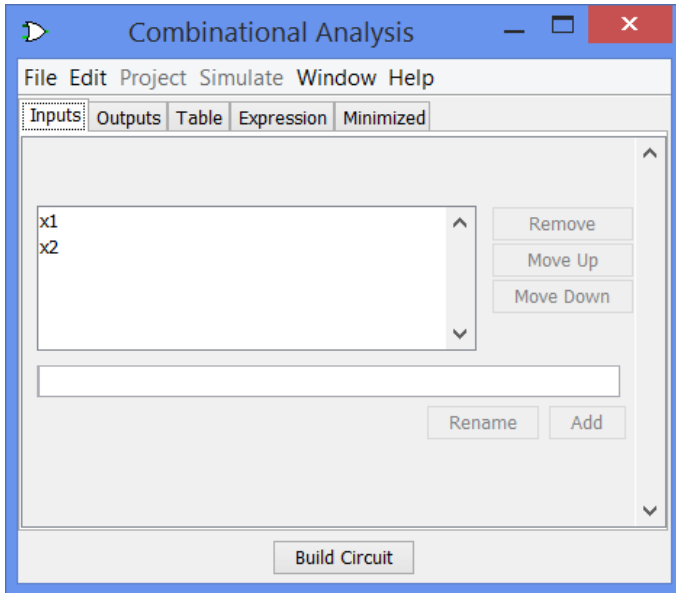 Combinational Analysis
File Edit Project Simulate Window Help
Inputs Outputs Table Expression Minimized
x1
x2
Remove
Move Up
Move Down
Rename Add
Build Circuit